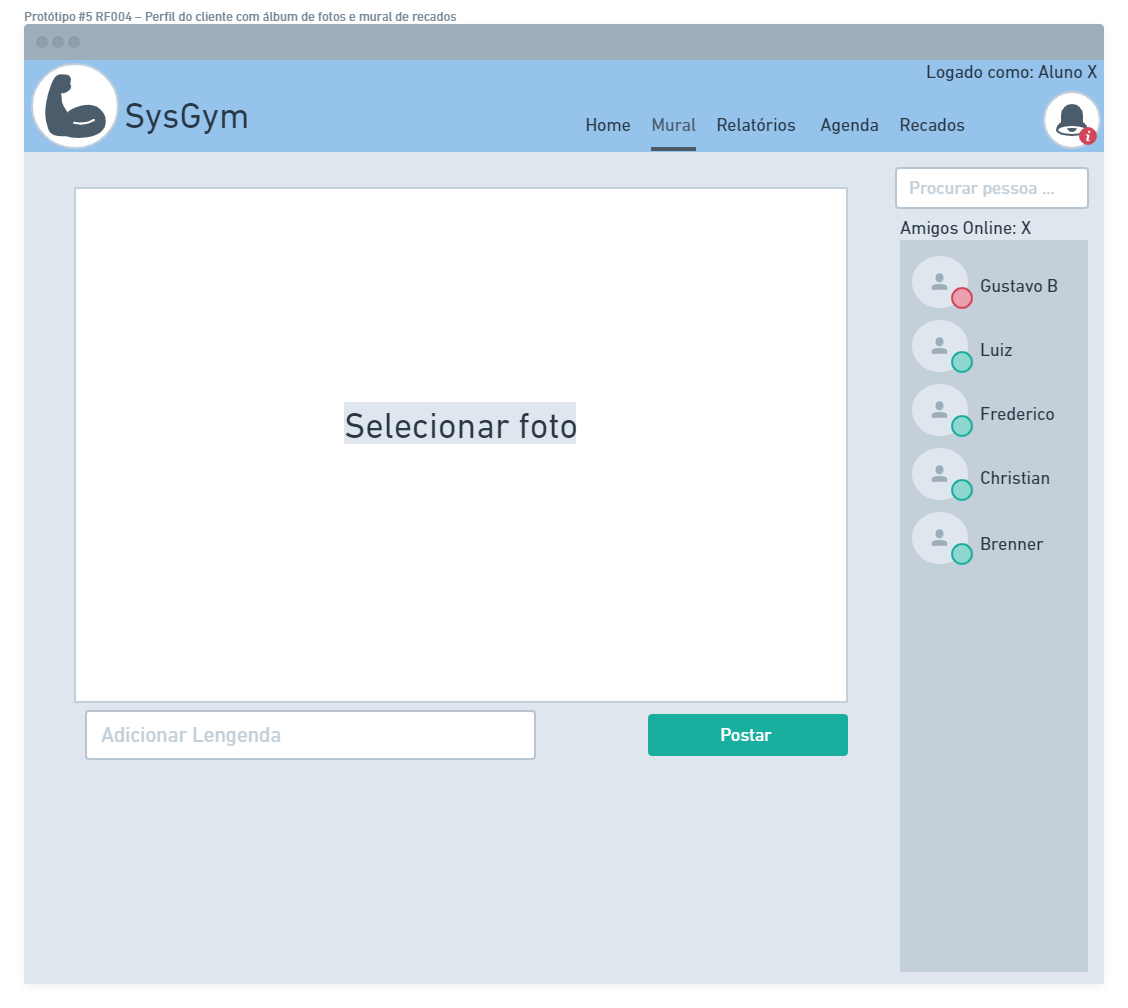 Protótipo #5 RF004 – Perfil do cliente com álbum de fotos e mural de recados
Logado como: Aluno X
SysGym
Home Mural Relatórios Agenda Recados
i
Procurar pessoa ...
Amigos Online: X
Gustavo B
Luiz
Frederico
Christian
Brenner
Selecionar foto
Adicionar Lengenda
Postar